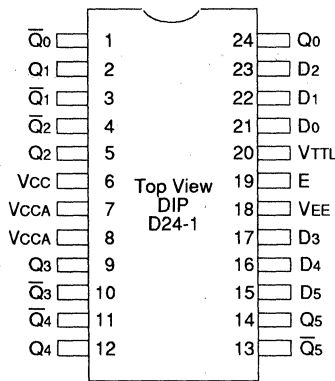 Q̅0 1 24 Q0
Q1 2 23 D2
Q̅1 3 22 D1
Q̅2 4 21 D0
Q2 5 20 VTTL
VCC 6 19 E
VCCA 7 18 VEE
VCCA 8 17 D3
Q3 9 16 D4
Q̅3 10 15 D5
Q̅4 11 14 Q5
Q4 12 13 Q̅5
Top View
DIP
D24-1